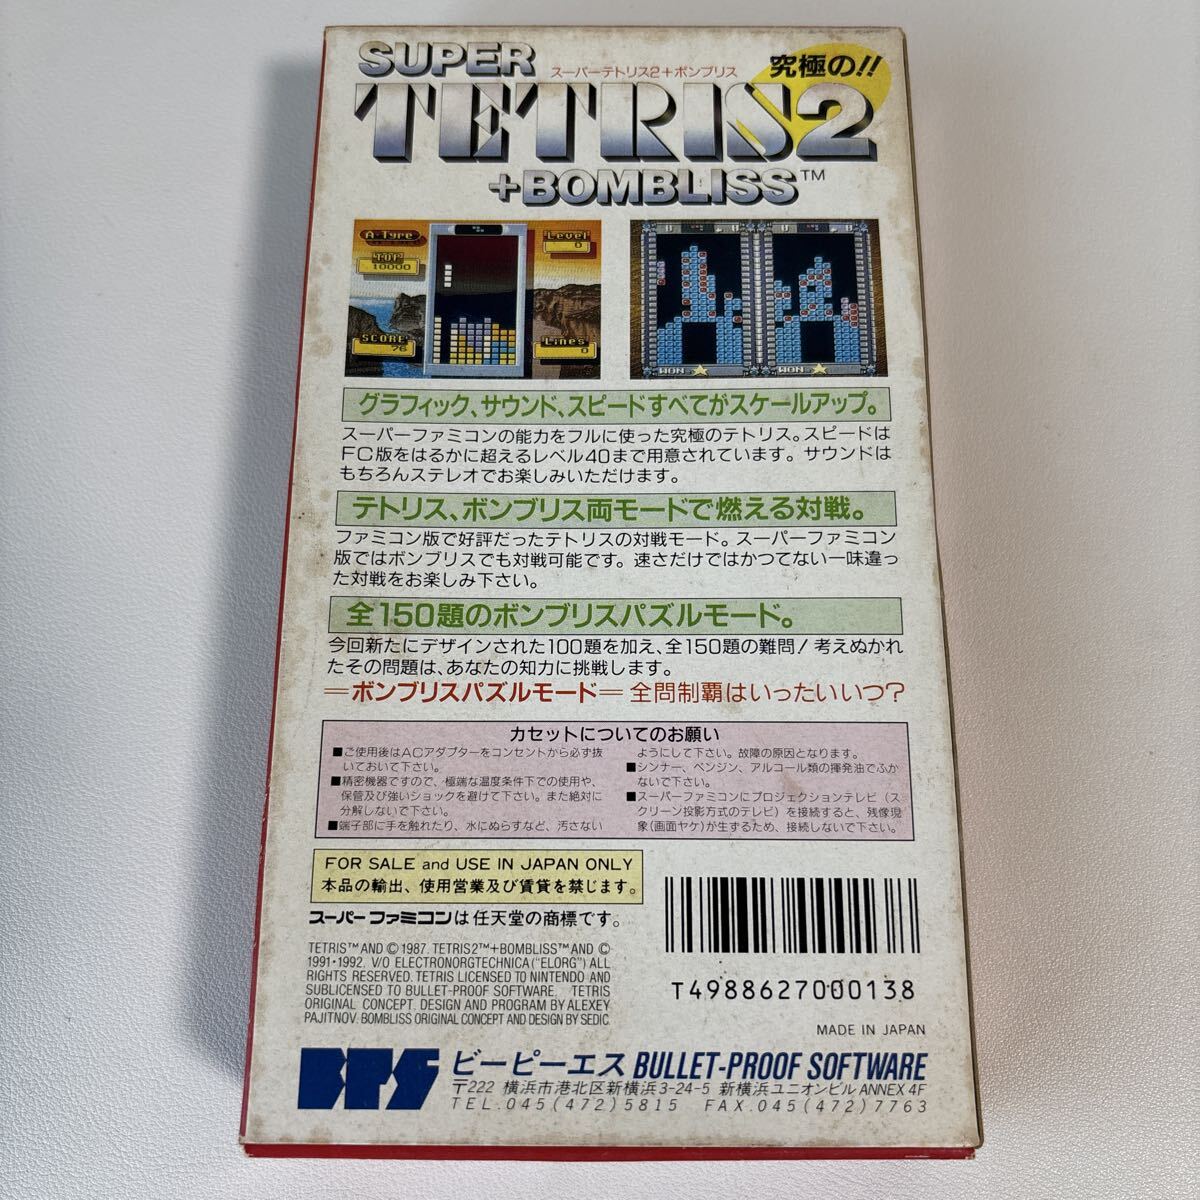 SUPER
スーパーテトリス2+ボンブリス
究極の!!
TETRIS2
+BOMBLISS™
A-Type
TOP
10000
SCORE
76
Level
0
Lines
0
0
0
0
0
WON
WON
グラフィック、サウンド、スピードすべてがスケールアップ。
スーパーファミコンの能力をフルに使った究極のテトリス。スピードは
FC版をはるかに超えるレベル40まで用意されています。サウンドは
もちろんステレオでお楽しみいただけます。
テトリス、ボンブリス両モードで燃える対戦。
ファミコン版で好評だったテトリスの対戦モード。スーパーファミコン
版ではボンブリスでも対戦可能です。速さだけではかつてない一味違っ
た対戦をお楽しみ下さい。
全150題のボンブリスパズルモード。
今回新たにデザインされた100題を加え、全150題の難問!考えぬかれ
たその問題は、あなたの知力に挑戦します。
=ボンブリスパズルモード=全問制覇はいったいいつ?
カセットについてのお願い
■ご使用後はACアダプターをコンセントから必ず抜
いておいて下さい。
■精密機器ですので、極端な温度条件下での使用や、
保管及び強いショックを避けて下さい。また絶対に
分解しないで下さい。
■端子部に手を触れたり、水にぬらすなど、汚さない
ようにして下さい。故障の原因となります。
■シンナー、ベンジン、アルコール類の揮発油でふか
ないで下さい。
■スーパーファミコンにプロジェクションテレビ(ス
クリーン投影方式のテレビ)を接続すると、残像現
象(画面ヤケ)が生ずるため、接続しないで下さい。
FOR SALE and USE IN JAPAN ONLY
本品の輸出、使用営業及び賃貸を禁じます。
スーパーファミコンは任天堂の商標です。
TETRIS™ AND © 1987. TETRIS2™+BOMBLISS™ AND ©
1991・1992. V/O ELECTRONORGTECHNICA ("ELORG") ALL
RIGHTS RESERVED. TETRIS LICENSED TO NINTENDO AND
SUBLICENSED TO BULLET-PROOF SOFTWARE. TETRIS
ORIGINAL CONCEPT. DESIGN AND PROGRAM BY ALEXEY
PAJITNOV. BOMBLISS ORIGINAL CONCEPT AND DESIGN BY SEDIC.
T4988627000138
MADE IN JAPAN
BPS ビーピーエス BULLET-PROOF SOFTWARE
〒222 横浜市港北区新横浜3-24-5 新横浜ユニオンビル ANNEX 4F
TEL.045(472)5815 FAX.045(472)7763